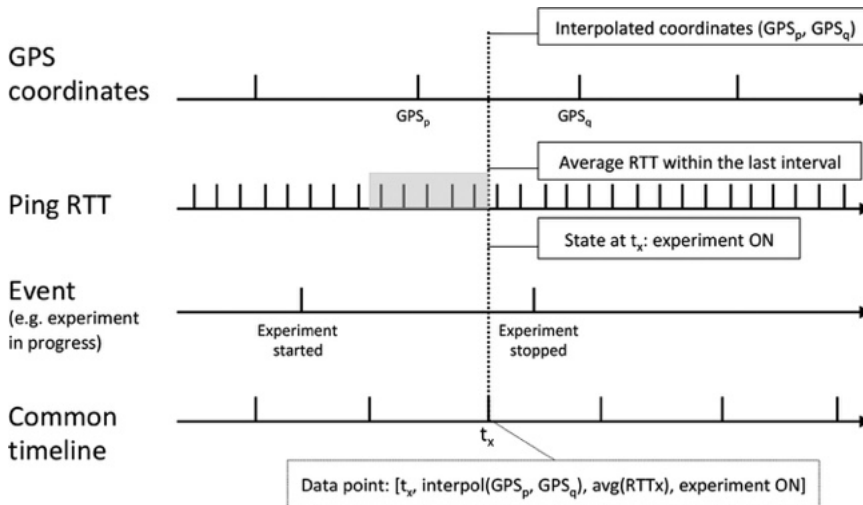 Interpolated coordinates (GPSp, GPSq)
GPS
coordinates
GPSp
GPSq
Average RTT within the last interval
Ping RTT
State at tx: experiment ON
Event
(e.g. experiment
in progress)
Experiment
started
Experiment
stopped
Common
timeline
tx
Data point: [tx, interpol(GPSp, GPSq), avg(RTTx), experiment ON]